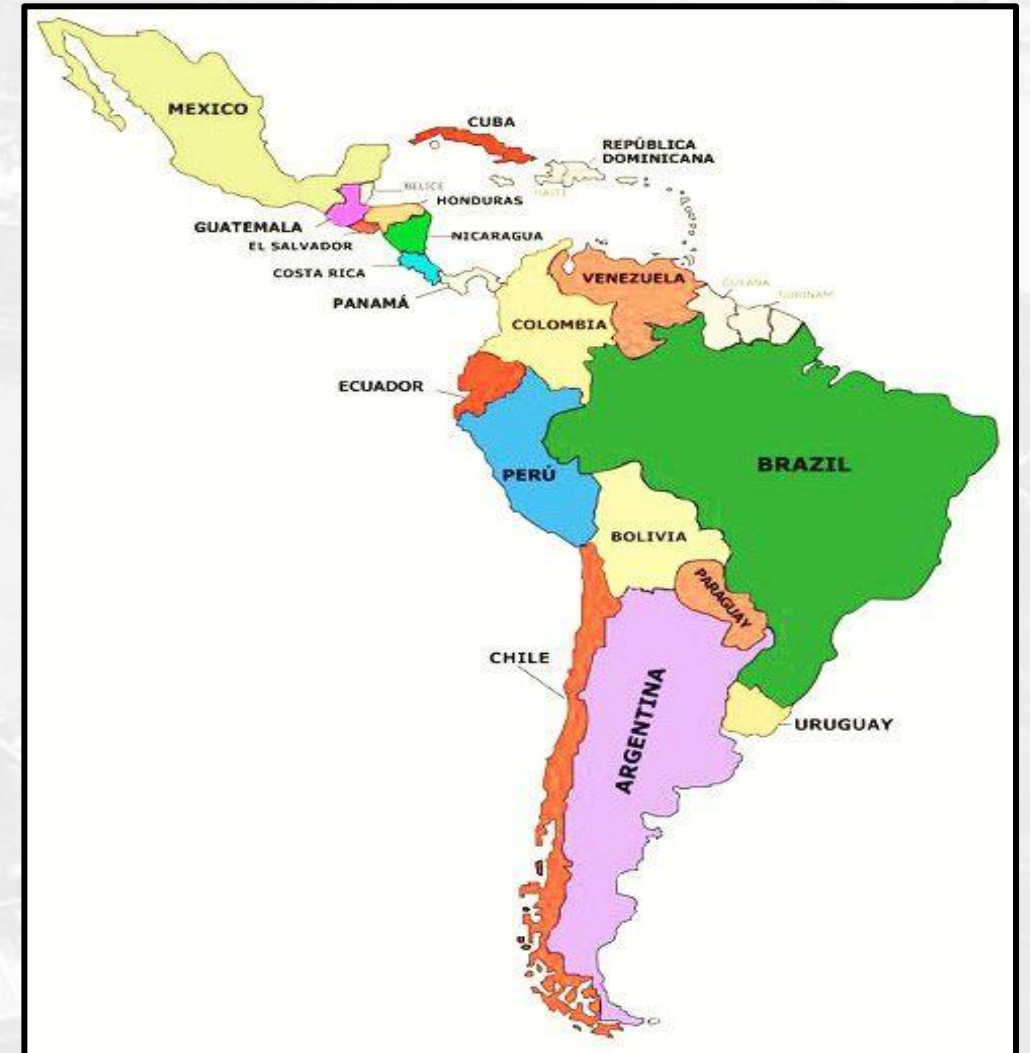 MEXICO
CUBA
REPÚBLICA
DOMINICANA
BELICE
HAITI
HONDURAS
GUATEMALA
EL SALVADOR
NICARAGUA
COSTA RICA
PANAMÁ
VENEZUELA
GUYANA
SURINAM
COLOMBIA
ECUADOR
PERÚ
BRAZIL
BOLIVIA
PARAGUAY
CHILE
ARGENTINA
URUGUAY